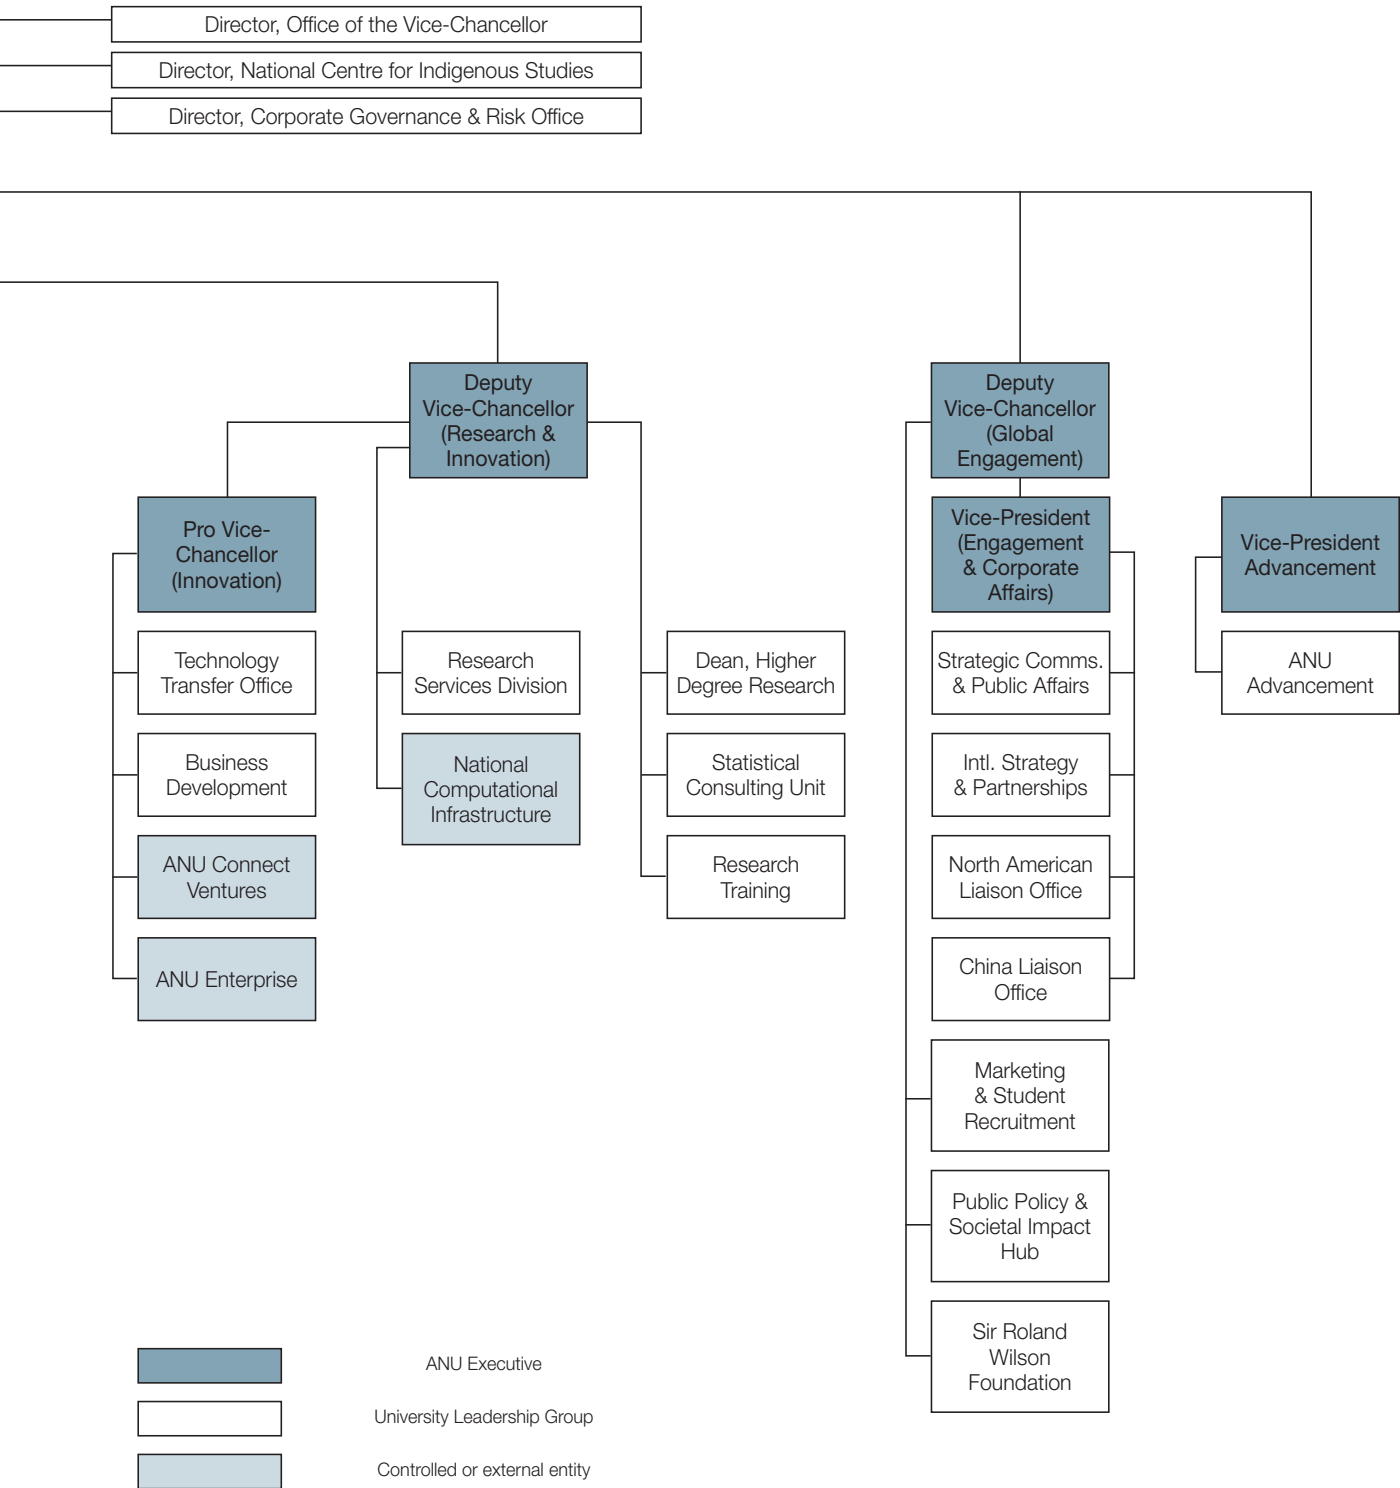 Director, Office of the Vice-Chancellor
Director, National Centre for Indigenous Studies
Director, Corporate Governance & Risk Office
Deputy
Vice-Chancellor
(Research &
Innovation)
Deputy
Vice-Chancellor
(Global
Engagement)
Pro Vice-
Chancellor
(Innovation)
Vice-President
(Engagement
& Corporate
Affairs)
Vice-President
Advancement
Technology
Transfer Office
Research
Services Division
Dean, Higher
Degree Research
Strategic Comms.
& Public Affairs
ANU
Advancement
Business
Development
National
Computational
Infrastructure
Statistical
Consulting Unit
Intl. Strategy
& Partnerships
ANU Connect
Ventures
Research
Training
North American
Liaison Office
ANU Enterprise
China Liaison
Office
Marketing
& Student
Recruitment
Public Policy &
Societal Impact
Hub
Sir Roland
Wilson
Foundation
ANU Executive
University Leadership Group
Controlled or external entity